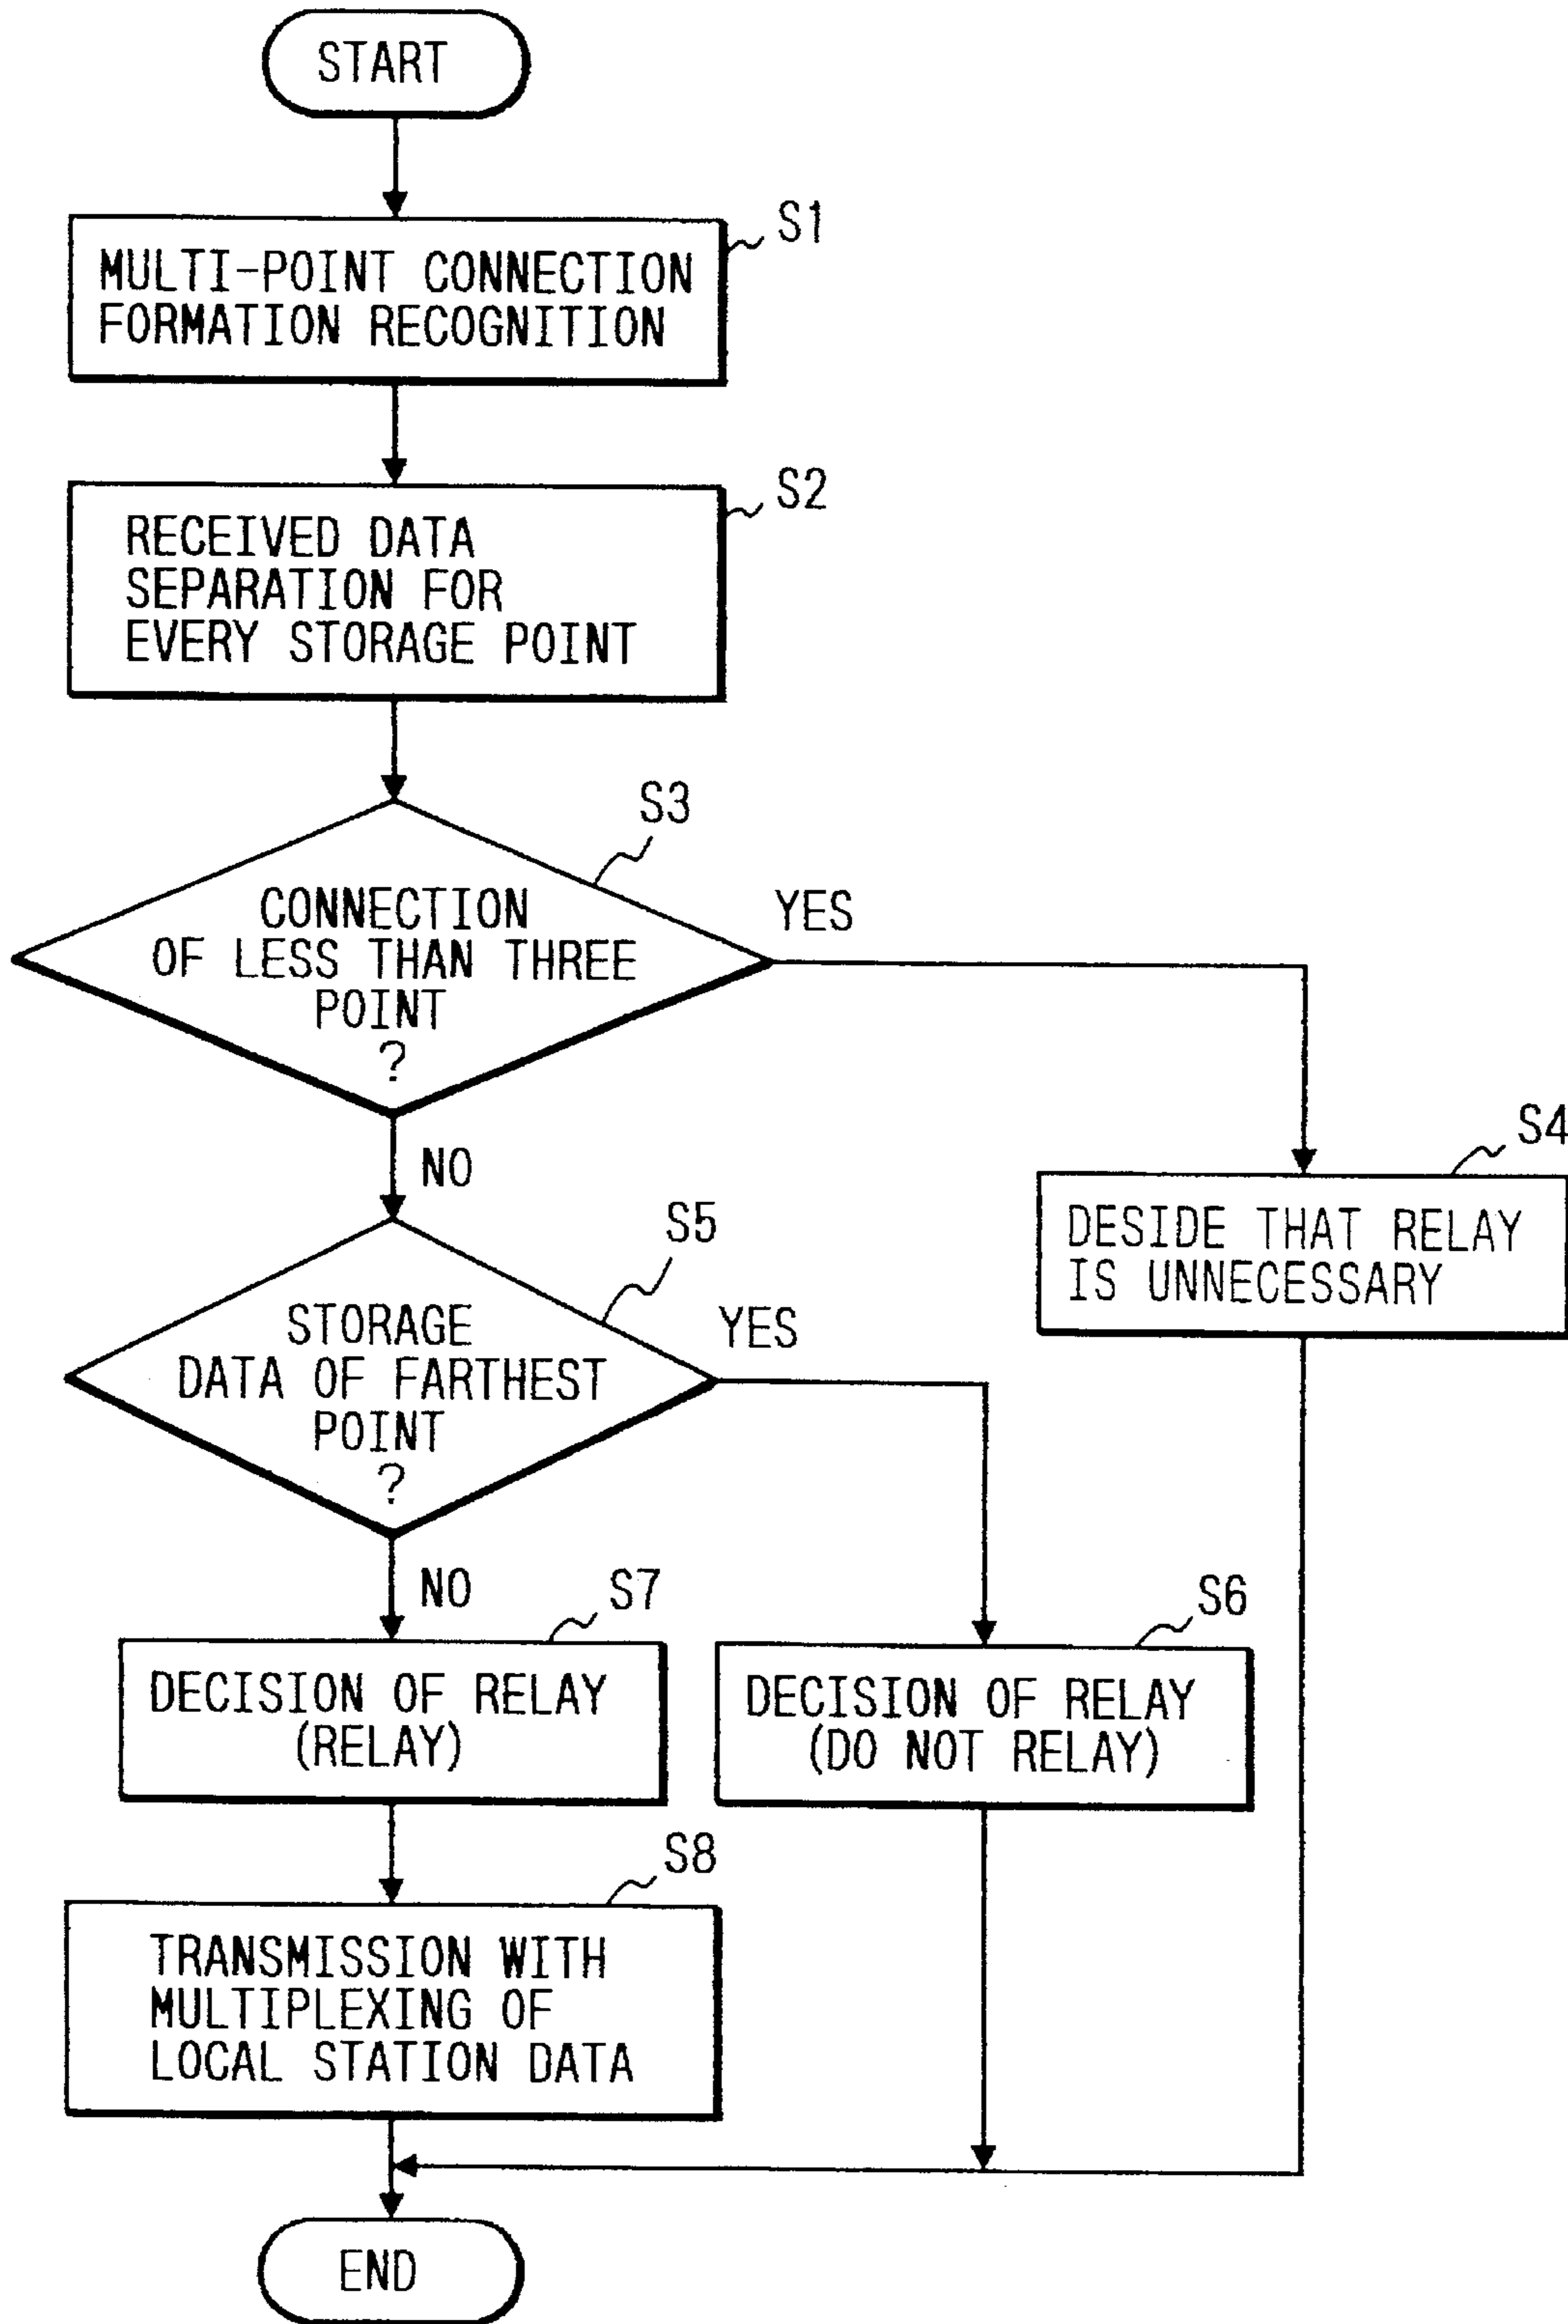 START
S1
MULTI-POINT CONNECTION
FORMATION RECOGNITION
S2
RECEIVED DATA
SEPARATION FOR
EVERY STORAGE POINT
S3
CONNECTION
OF LESS THAN THREE
POINT
?
YES
NO
S4
DESIDE THAT RELAY
IS UNNECESSARY
S5
STORAGE
DATA OF FARTHEST
POINT
?
YES
NO
S7
DECISION OF RELAY
(RELAY)
S6
DECISION OF RELAY
(DO NOT RELAY)
S8
TRANSMISSION WITH
MULTIPLEXING OF
LOCAL STATION DATA
END